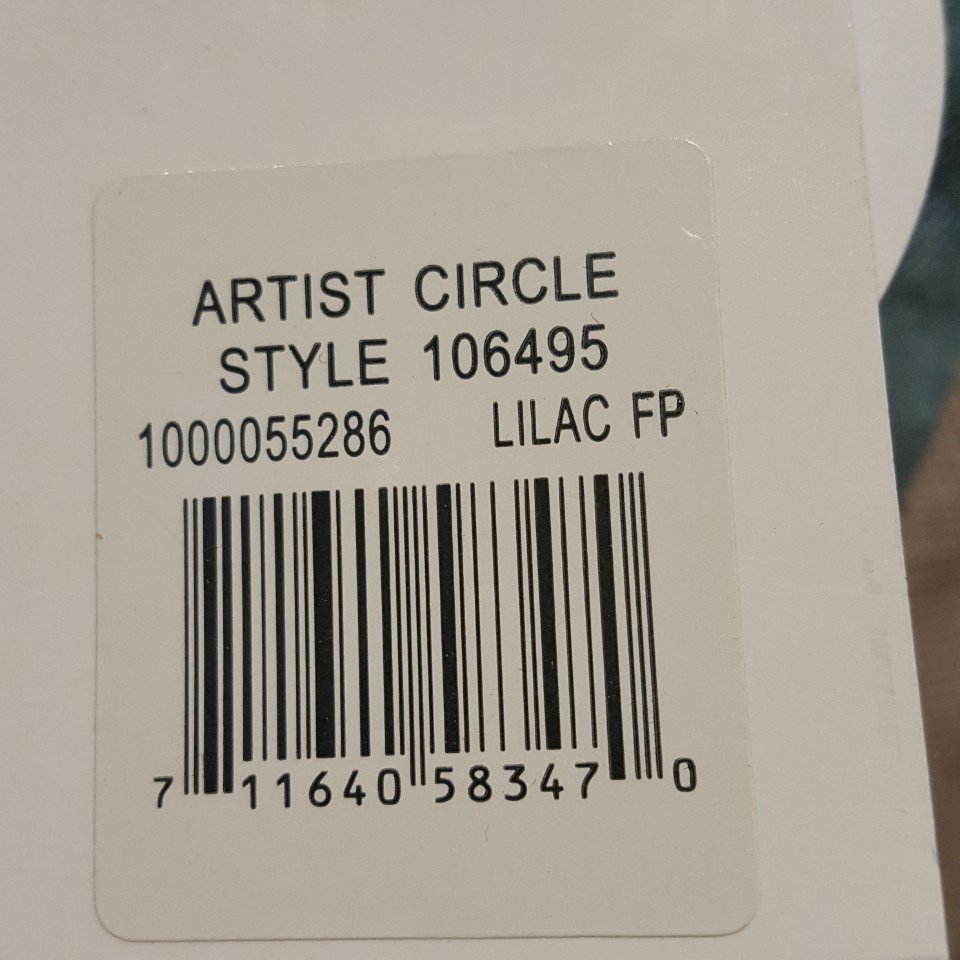 ARTIST CIRCLE
STYLE 106495
1000055286 LILAC FP
7 11640 58347 0